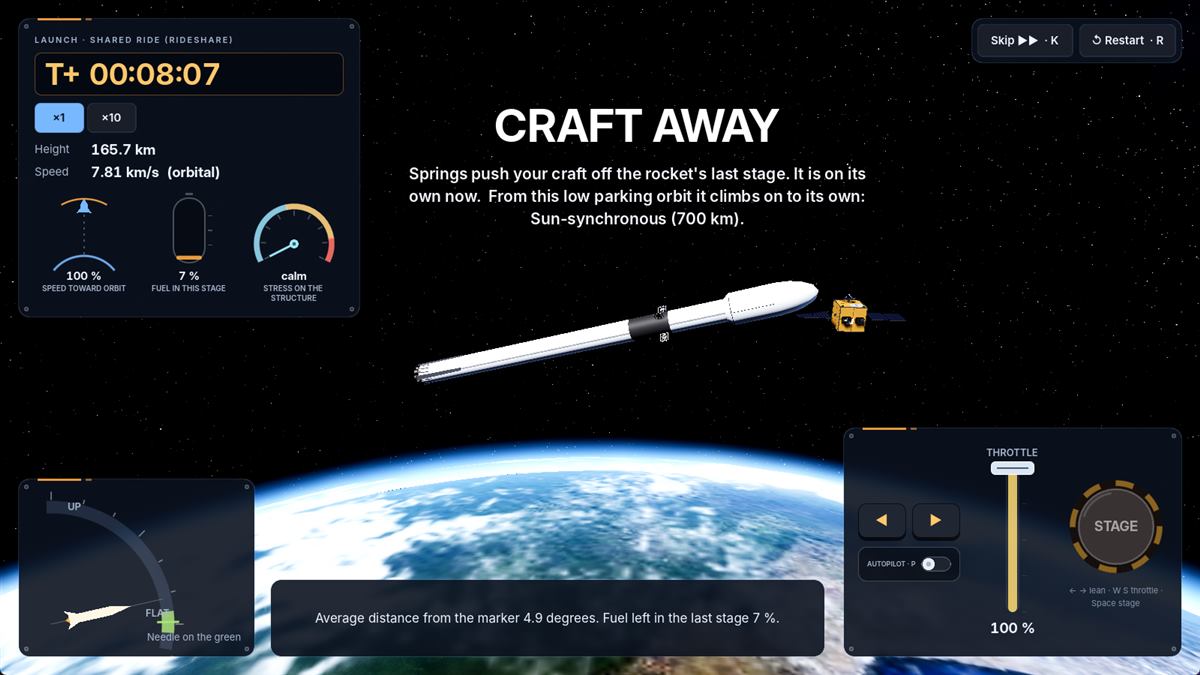 LAUNCH · SHARED RIDE (RIDESHARE)
T+ 00:08:07
×1 ×10
Height 165.7 km
Speed 7.81 km/s (orbital)
100 % 7 % calm
SPEED TOWARD ORBIT FUEL IN THIS STAGE STRESS ON THE
STRUCTURE
Skip ▶▶ · K ↺ Restart · R
CRAFT AWAY
Springs push your craft off the rocket's last stage. It is on its
own now. From this low parking orbit it climbs on to its own:
Sun-synchronous (700 km).
UP
FLAT
Needle on the green
Average distance from the marker 4.9 degrees. Fuel left in the last stage 7 %.
THROTTLE
◀ ▶
AUTOPILOT · P
STAGE
← → lean · W S throttle ·
Space stage
100 %